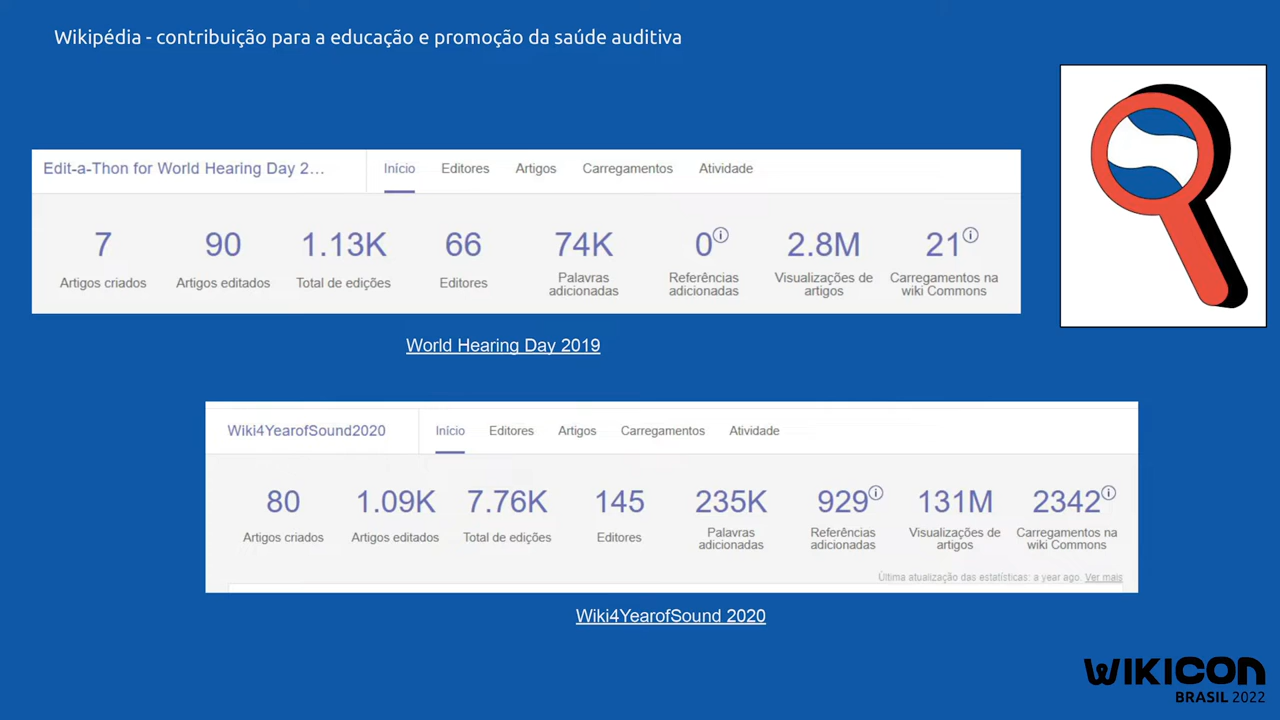 Wikipédia - contribuição para a educação e promoção da saúde auditiva
Edit-a-Thon for World Hearing Day 2... Início Editores Artigos Carregamentos Atividade
7 90 1.13K 66 74K 0 2.8M 21
Artigos criados Artigos editados Total de edições Editores Palavras adicionadas Referências adicionadas Visualizações de artigos Carregamentos na wiki Commons
World Hearing Day 2019
Wiki4YearofSound2020 Início Editores Artigos Carregamentos Atividade
80 1.09K 7.76K 145 235K 929 131M 2342
Artigos criados Artigos editados Total de edições Editores Palavras adicionadas Referências adicionadas Visualizações de artigos Carregamentos na wiki Commons
Última atualização das estatísticas: a year ago. Ver mais
Wiki4YearofSound 2020
WIKICON
BRASIL 2022